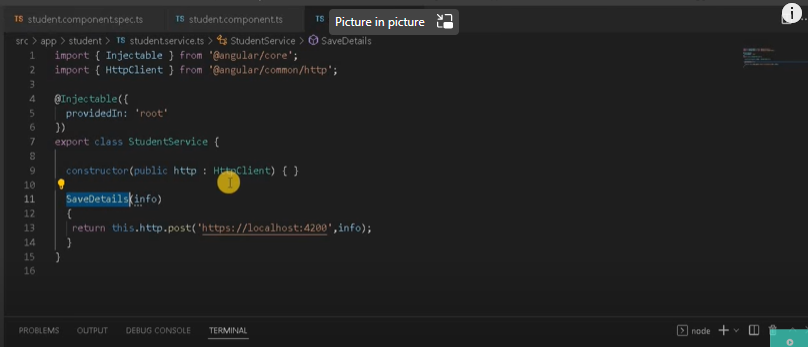 TS student.component.spec.ts TS student.component.ts TS
Picture in picture
src > app > student > TS student.service.ts > StudentService > SaveDetails
1 import { Injectable } from '@angular/core';
2 import { HttpClient } from '@angular/common/http';
3
4 @Injectable({
5 providedIn: 'root'
6 })
7 export class StudentService {
8
9 constructor(public http : HttpClient) { }
10
11 SaveDetails(info)
12 {
13 return this.http.post('https://localhost:4200',info);
14 }
15 }
16
PROBLEMS OUTPUT DEBUG CONSOLE TERMINAL
node